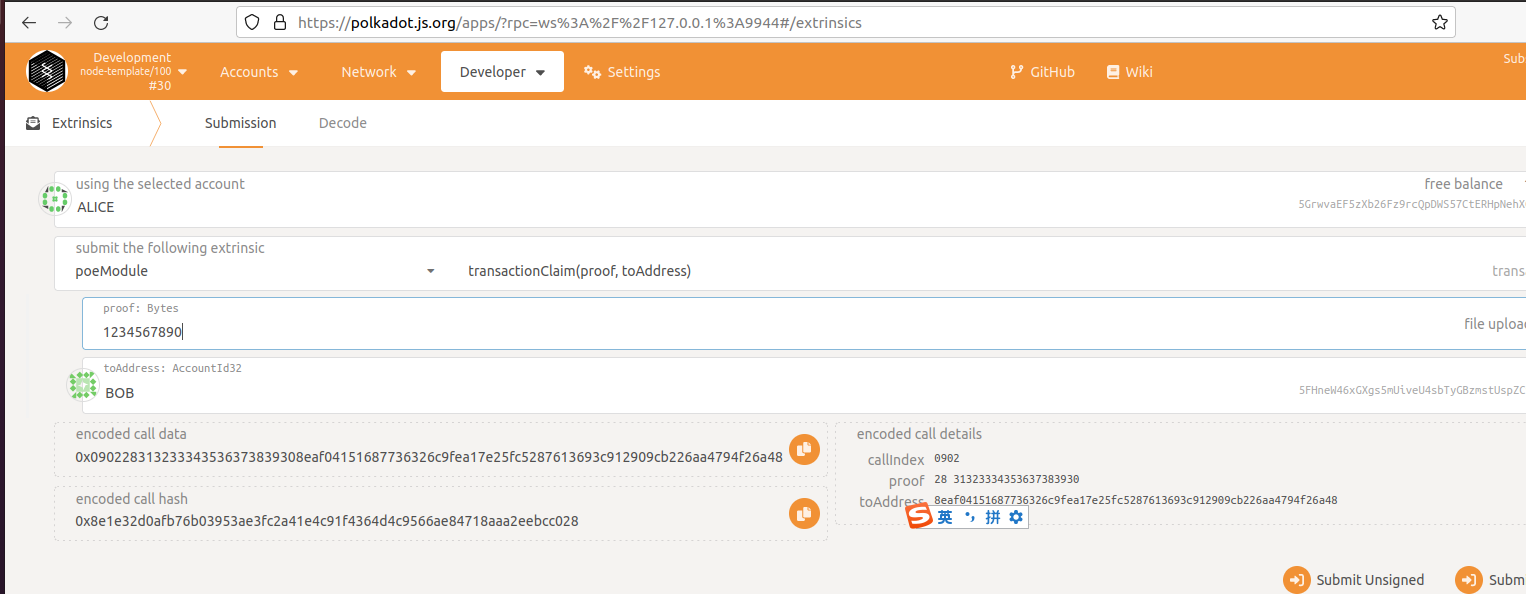 https://polkadot.js.org/apps/?rpc=ws%3A%2F%2F127.0.0.1%3A9944#/extrinsics
Development
node-template/100
#30
Accounts
Network
Developer
Settings
GitHub
Wiki
Sub
Extrinsics
Submission
Decode
using the selected account
ALICE
free balance
5GrwvaEF5zXb26Fz9rcQpDWS57CtERHpNehX
submit the following extrinsic
poeModule
transactionClaim(proof, toAddress)
trans
proof: Bytes
1234567890
file uploa
toAddress: AccountId32
BOB
5FHneW46xGXgs5mUiveU4sbTyGBzmstUspZC
encoded call data
0x090228313233343536373839308eaf04151687736326c9fea17e25fc5287613693c912909cb226aa4794f26a48
encoded call hash
0x8e1e32d0afb76b03953ae3fc2a41e4c91f4364d4c9566ae84718aaa2eebcc028
encoded call details
callIndex 0902
proof 28 31323334353637383930
toAddress 8eaf04151687736326c9fea17e25fc5287613693c912909cb226aa4794f26a48
S 英 •, 拼
Submit Unsigned
Subm